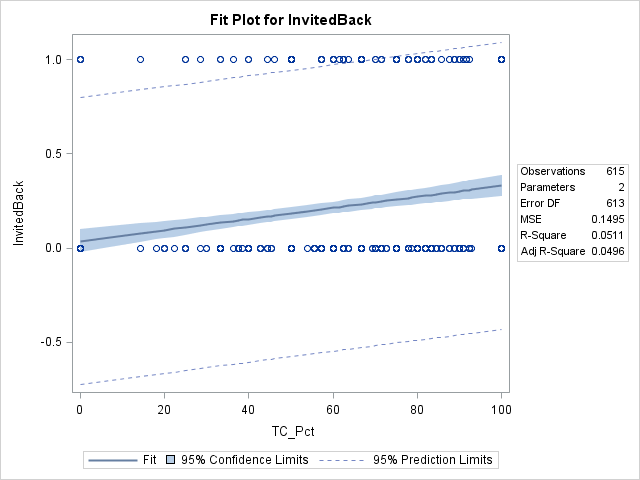 Fit Plot for InvitedBack
1.0
0.5
0.0
-0.5
InvitedBack
0 20 40 60 80 100
TC_Pct
Observations 615
Parameters 2
Error DF 613
MSE 0.1495
R-Square 0.0511
Adj R-Square 0.0496
Fit 95% Confidence Limits 95% Prediction Limits